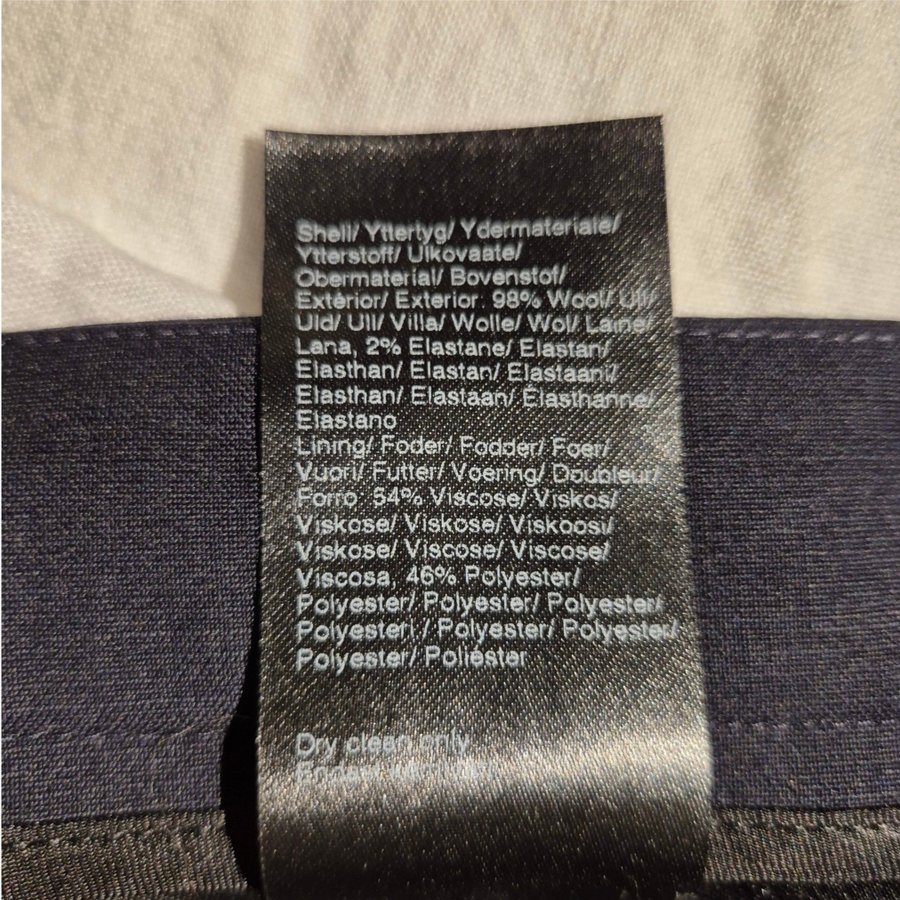 Shell/ Yttertyg/ Ydermateriale/
Ytterstoff/ Ulkovaate/
Obermaterial/ Bovenstof/
Extérior/ Exterior: 98% Wool/ Ull/
Uld/ Ull/ Villa/ Wolle/ Wol/ Laine/
Lana, 2% Elastane/ Elastan/
Elasthan/ Elastan/ Elastaani/
Elasthan/ Elastaan/ Élasthanne/
Elastano
Lining/ Foder/ Fodder/ Foer/
Vuori/ Futter/ Voering/ Doubleur/
Forro: 54% Viscose/ Viskos/
Viskose/ Viskose/ Viskoosi/
Viskose/ Viscose/ Viscose/
Viscosa, 46% Polyester/
Polyester/ Polyester/ Polyester/
Polyesteri / Polyester/ Polyester/
Polyester/ Poliéster
Dry clean only